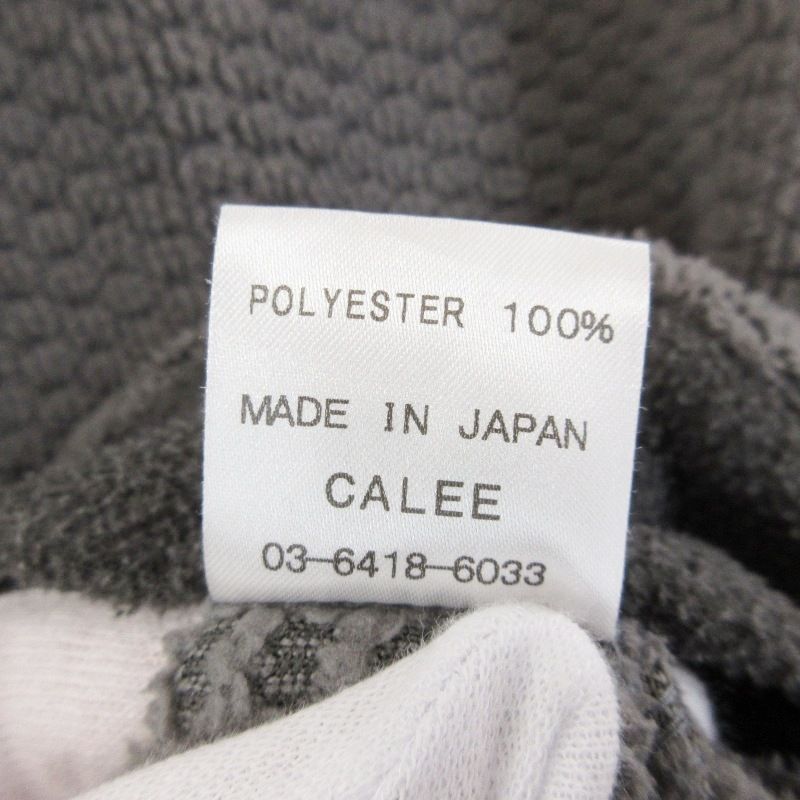 POLYESTER 100%
MADE IN JAPAN
CALEE
03-6418-6033